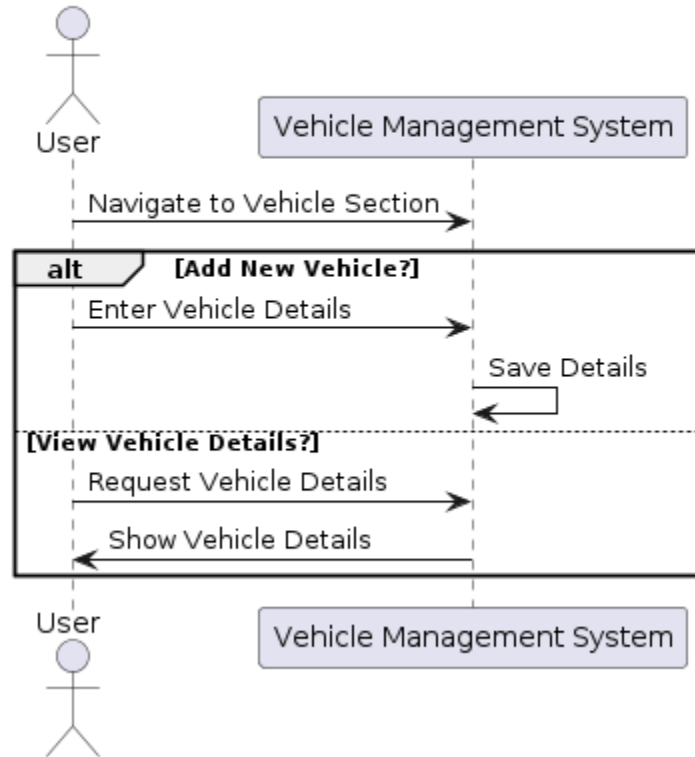 User
Vehicle Management System
Navigate to Vehicle Section
alt [Add New Vehicle?]
Enter Vehicle Details
Save Details
[View Vehicle Details?]
Request Vehicle Details
Show Vehicle Details
User
Vehicle Management System